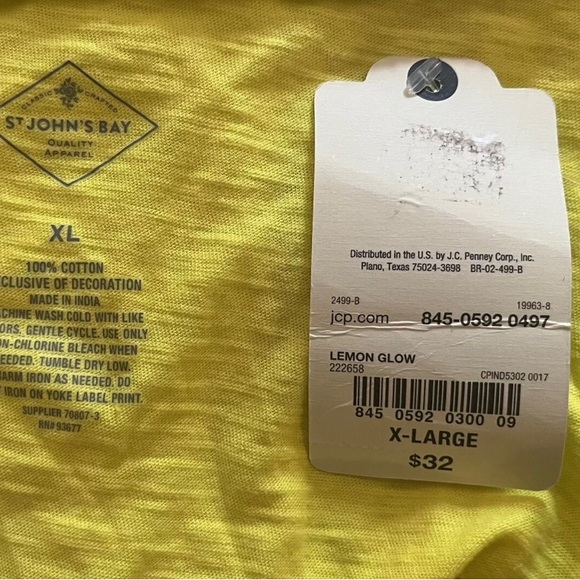 CLASSIC CRAFTED
ST JOHN'S BAY
QUALITY
APPAREL
XL
100% COTTON
XCLUSIVE OF DECORATION
MADE IN INDIA
ACHINE WASH COLD WITH LIKE
ORS. GENTLE CYCLE. USE ONLY
ON-CHLORINE BLEACH WHEN
EEDED. TUMBLE DRY LOW.
ARM IRON AS NEEDED. DO
IRON ON YOKE LABEL PRINT.
SUPPLIER 70807-3
RN# 93677
Distributed in the U.S. by J.C. Penney Corp., Inc.
Plano, Texas 75024-3698 BR-02-499-B
2499-B 19963-8
jcp.com 845-0592 0497
LEMON GLOW
222658 CPIND5302 0017
845 0592 0300 09
X-LARGE
$32